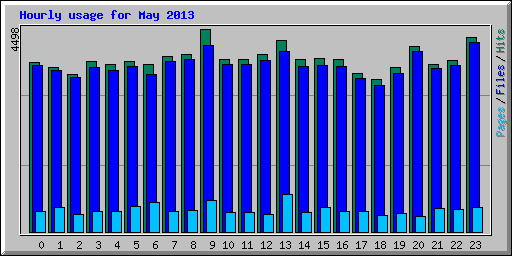 Hourly usage for May 2013
4498
Pages / Files / Hits
0 1 2 3 4 5 6 7 8 9 10 11 12 13 14 15 16 17 18 19 20 21 22 23